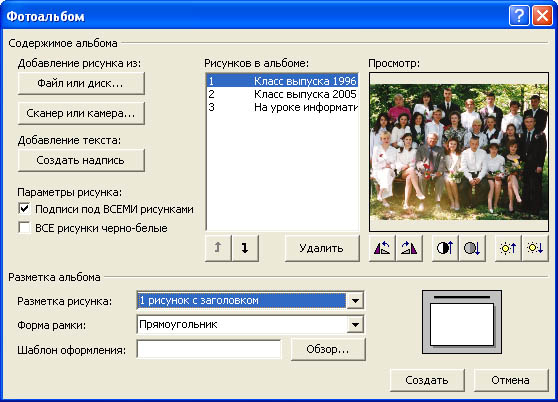 Фотоальбом
Содержимое альбома
Добавление рисунка из:
Файл или диск...
Сканер или камера...
Добавление текста:
Создать надпись
Параметры рисунка:
Подписи под ВСЕМИ рисунками
ВСЕ рисунки черно-белые
Рисунков в альбоме:
1 Класс выпуска 1996
2 Класс выпуска 2005
3 На уроке информати
Удалить
Просмотр:
Разметка альбома
Разметка рисунка:
1 рисунок с заголовком
Форма рамки:
Прямоугольник
Шаблон оформления:
Обзор...
Создать
Отмена